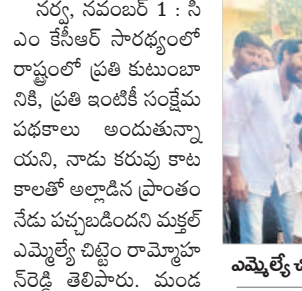 నర్వ, నవంబర్ 1 : సీ
ఎం కేసీఆర్ సారథ్యంలో
రాష్ట్రంలో ప్రతి కుటుంబా
నికి, ప్రతి ఇంటికీ సంక్షేమ
పథకాలు అందుతున్నా
యని, నాడు కరువు కాట
కాలతో అల్లాడిన ప్రాంతం
నేడు పచ్చబడిందని మక్తల్
ఎమ్మెల్యే చిట్టెం రామ్మోహ
న్‌రెడ్డి తెలిపారు. మండ
ఎమ్మెల్యే చి